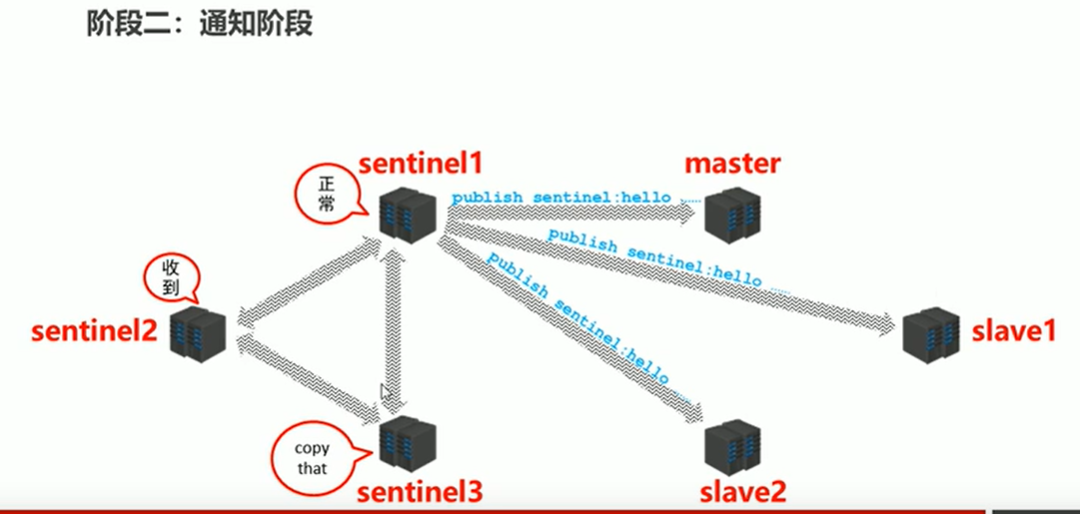 阶段二：通知阶段
sentinel1
master
正
常
publish sentinel:hello ......
publish sentinel:hello ......
publish sentinel:hello ......
收
到
sentinel2
slave1
copy
that
sentinel3
slave2